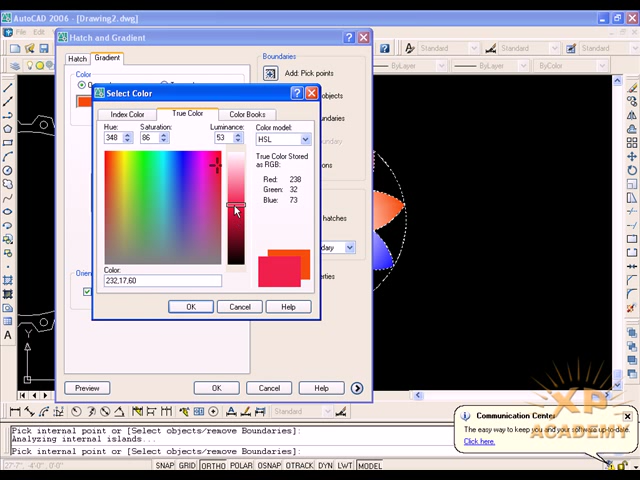 AutoCAD 2006 - [Drawing2.dwg]
File
Standard
Standard
Standard
ByLayer
ByLayer
ByColor
Hatch and Gradient
Hatch
Gradient
Color
Boundaries
Add: Pick points
Select Color
Index Color
True Color
Color Books
Hue:
Saturation:
Luminance:
Color model:
348
86
53
HSL
True Color Stored
as RGB:
Red: 238
Green: 32
Blue: 73
Color:
232,17,60
OK
Cancel
Help
Preview
OK
Cancel
Help
Standard
Communication Center
The easy way to keep you and your software up-to-date.
Click here.
XP
ACADEMY
Pick internal point or [Select objects/remove Boundaries]:
Analyzing internal islands...
Pick internal point or [Select objects/remove Boundaries]:
SNAP GRID ORTHO POLAR OSNAP OTRACK DYN LWT MODEL